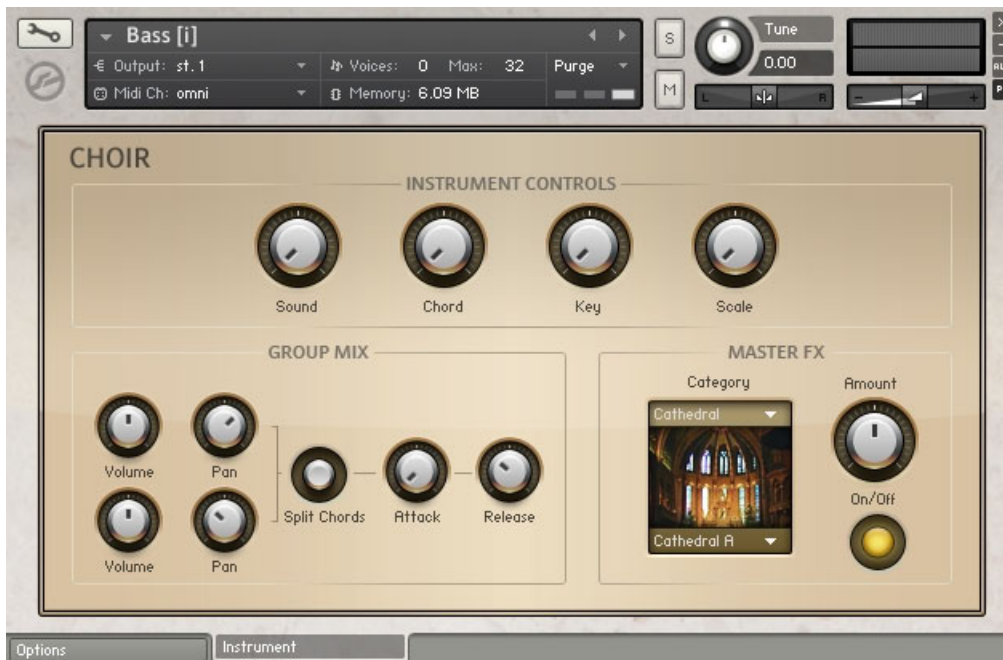 Bass [i]
Output: st. 1
Voices: 0 Max: 32
Purge
Midi Ch: omni
Memory: 6.09 MB
S
M
Tune
0.00
L R
- +
CHOIR
INSTRUMENT CONTROLS
Sound Chord Key Scale
GROUP MIX
Volume Pan
Split Chords Attack Release
Volume Pan
MASTER FX
Category Amount
Cathedral
On/Off
Cathedral A
Options Instrument